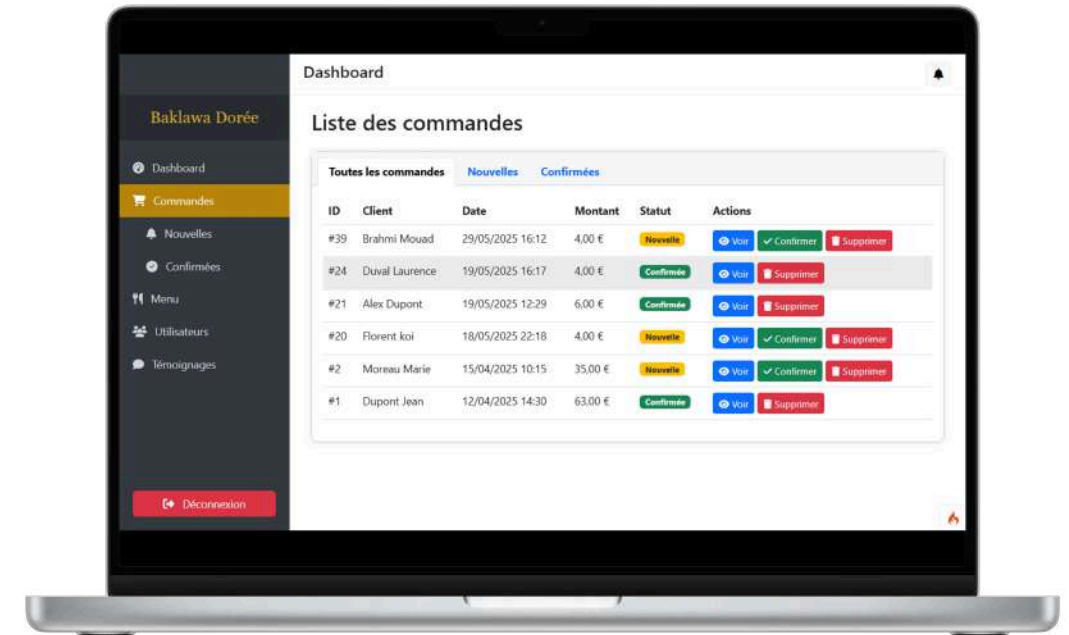 Dashboard
Baklawa Dorée
Liste des commandes
Dashboard
Commandes
Nouvelles
Confirmées
Menu
Utilisateurs
Témoignages
Déconnexion
Toutes les commandes Nouvelles Confirmées
ID Client Date Montant Statut Actions
#39 Brahmi Mouad 29/05/2025 16:12 4,00 € Nouvelle Voir Confirmer Supprimer
#24 Duval Laurence 19/05/2025 16:17 4,00 € Confirmée Voir Supprimer
#21 Alex Dupont 19/05/2025 12:29 6,00 € Confirmée Voir Supprimer
#20 Florent koi 18/05/2025 22:18 4,00 € Nouvelle Voir Confirmer Supprimer
#2 Moreau Marie 15/04/2025 10:15 35,00 € Nouvelle Voir Confirmer Supprimer
#1 Dupont Jean 12/04/2025 14:30 63,00 € Confirmée Voir Supprimer